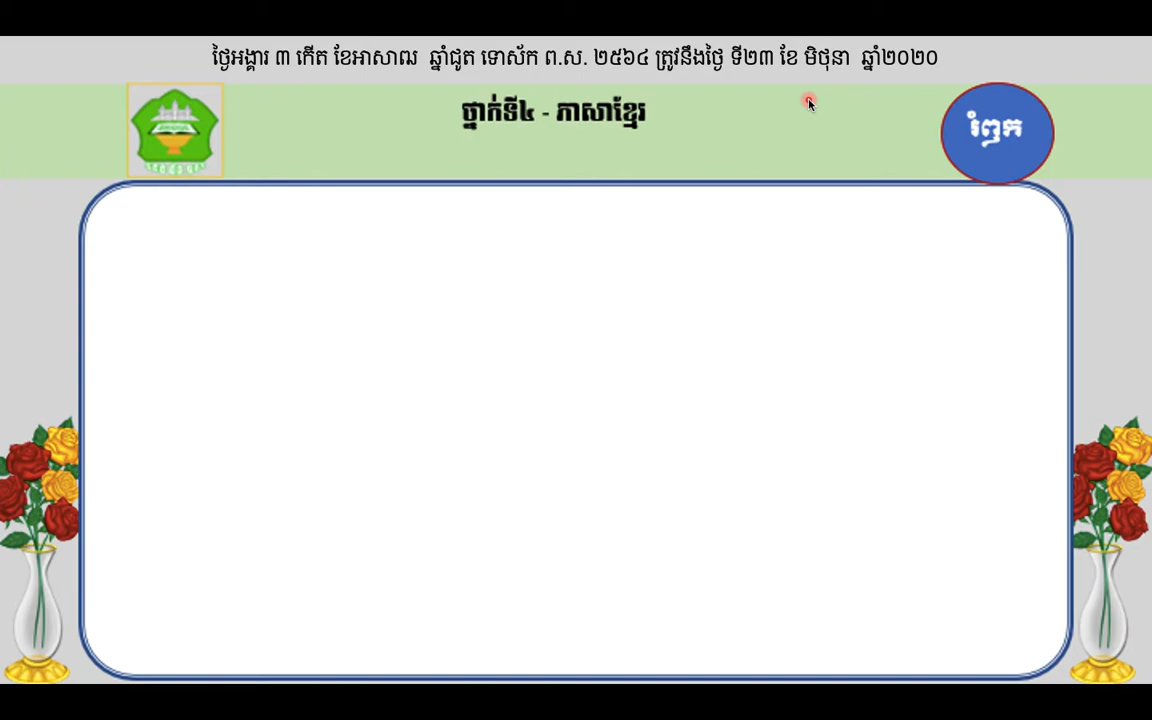 ថ្ងៃអង្គារ ៣ កើត ខែអាសាឍ ឆ្នាំជូត ទោស័ក ព.ស. ២៥៦៤ ត្រូវនឹងថ្ងៃ ទី២៣ ខែ មិថុនា ឆ្នាំ២០២០
ថ្នាក់ទី៤ - ភាសាខ្មែរ
រំឭក